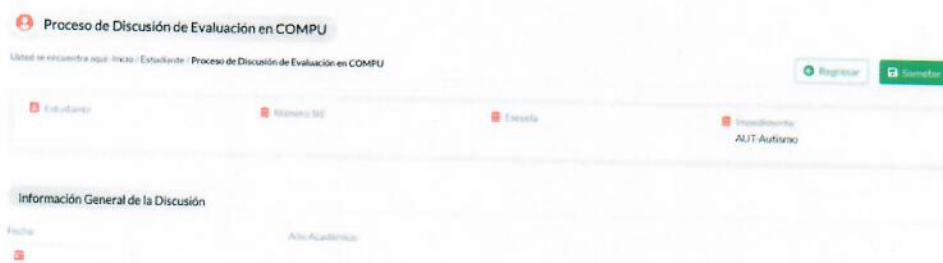 Proceso de Discusión de Evaluación en COMPU
Usted se encuentra aquí: Inicio / Estudiante / Proceso de Discusión de Evaluación en COMPU
Regresar
Someter
Estudiante
Número SIE
Escuela
Impedimento
AUT-Autismo
Información General de la Discusión
Fecha
Año Académico